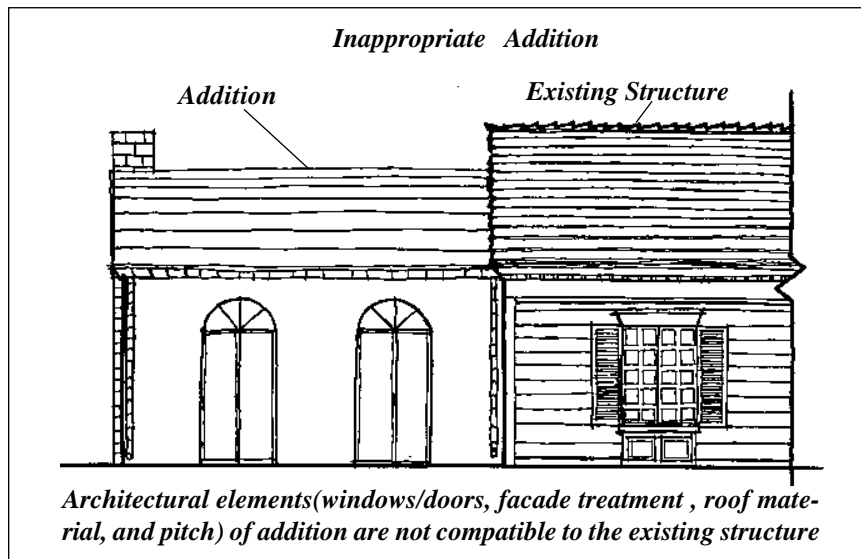 Inappropriate Addition
Addition
Existing Structure
Architectural elements(windows/doors, facade treatment , roof mate-
rial, and pitch) of addition are not compatible to the existing structure